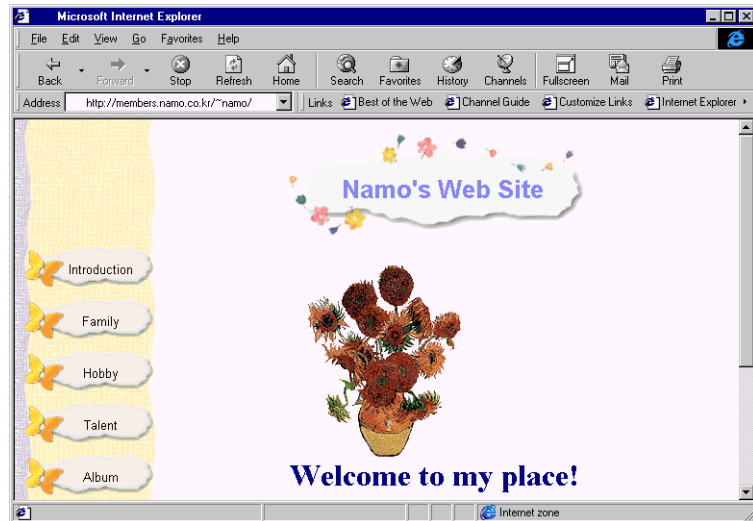 Microsoft Internet Explorer
File Edit View Go Favorites Help
Back Forward Stop Refresh Home Search Favorites History Channels Fullscreen Mail Print
Address http://members.namo.co.kr/~namo/ Links Best of the Web Channel Guide Customize Links Internet Explorer
Namo's Web Site
Introduction
Family
Hobby
Talent
Album
Welcome to my place!
Internet zone